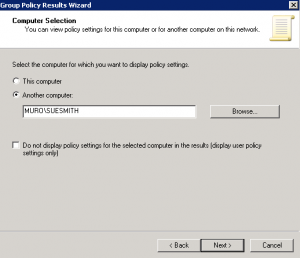 Group Policy Results Wizard
Computer Selection
You can view policy settings for this computer or for another computer on this network.
Select the computer for which you want to display policy settings.
This computer
Another computer:
MURO\SUESMITH
Browse...
Do not display policy settings for the selected computer in the results (display user policy
settings only)
< Back
Next >
Cancel